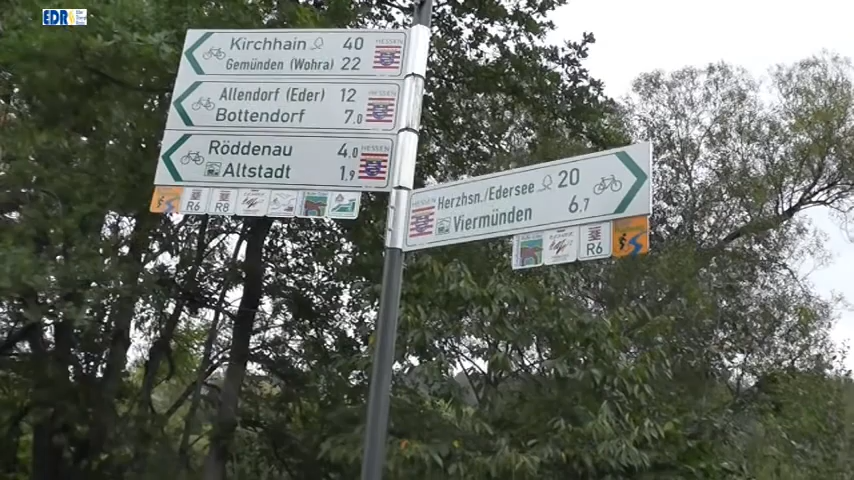 EDR
Kirchhain 40
HESSEN
Gemünden (Wohra) 22
Allendorf (Eder) 12
HESSEN
Bottendorf 7,0
Röddenau 4,0
HESSEN
R.-Altstadt 1,9
R6 R8
Herzhsn./Edersee 20
HESSEN
Viermünden 6,7
R6